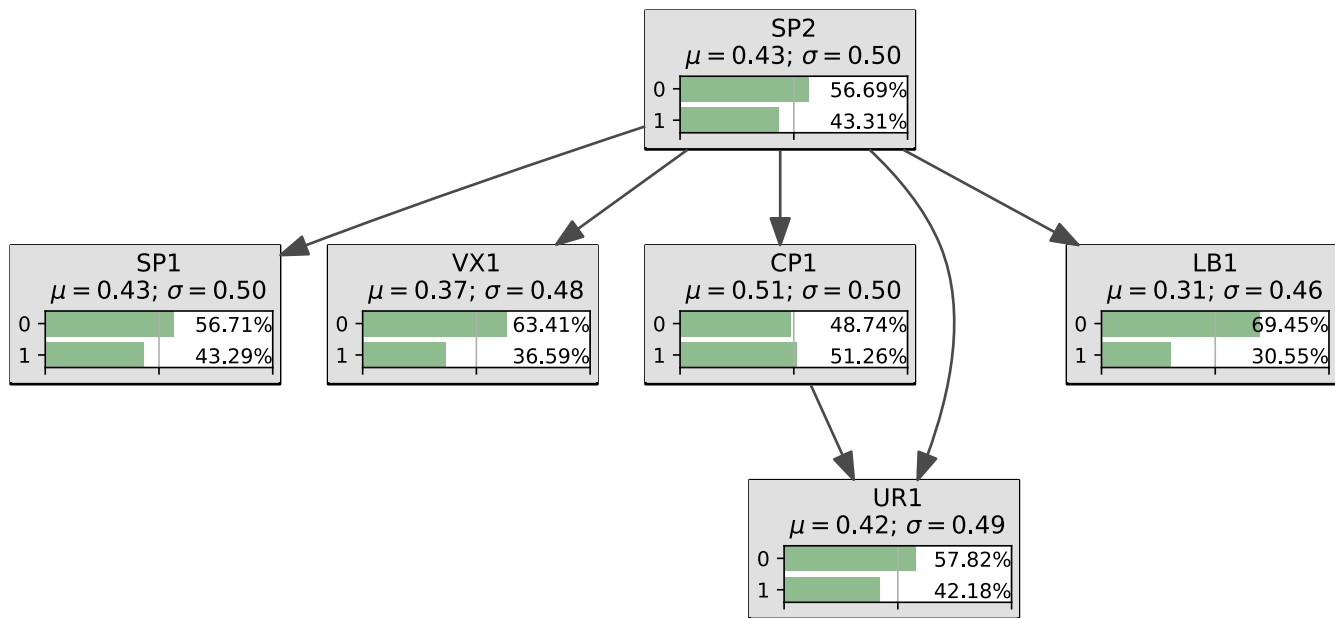 SP2
μ = 0.43; σ = 0.50
0 56.69%
1 43.31%
SP1
μ = 0.43; σ = 0.50
0 56.71%
1 43.29%
VX1
μ = 0.37; σ = 0.48
0 63.41%
1 36.59%
CP1
μ = 0.51; σ = 0.50
0 48.74%
1 51.26%
LB1
μ = 0.31; σ = 0.46
0 69.45%
1 30.55%
UR1
μ = 0.42; σ = 0.49
0 57.82%
1 42.18%